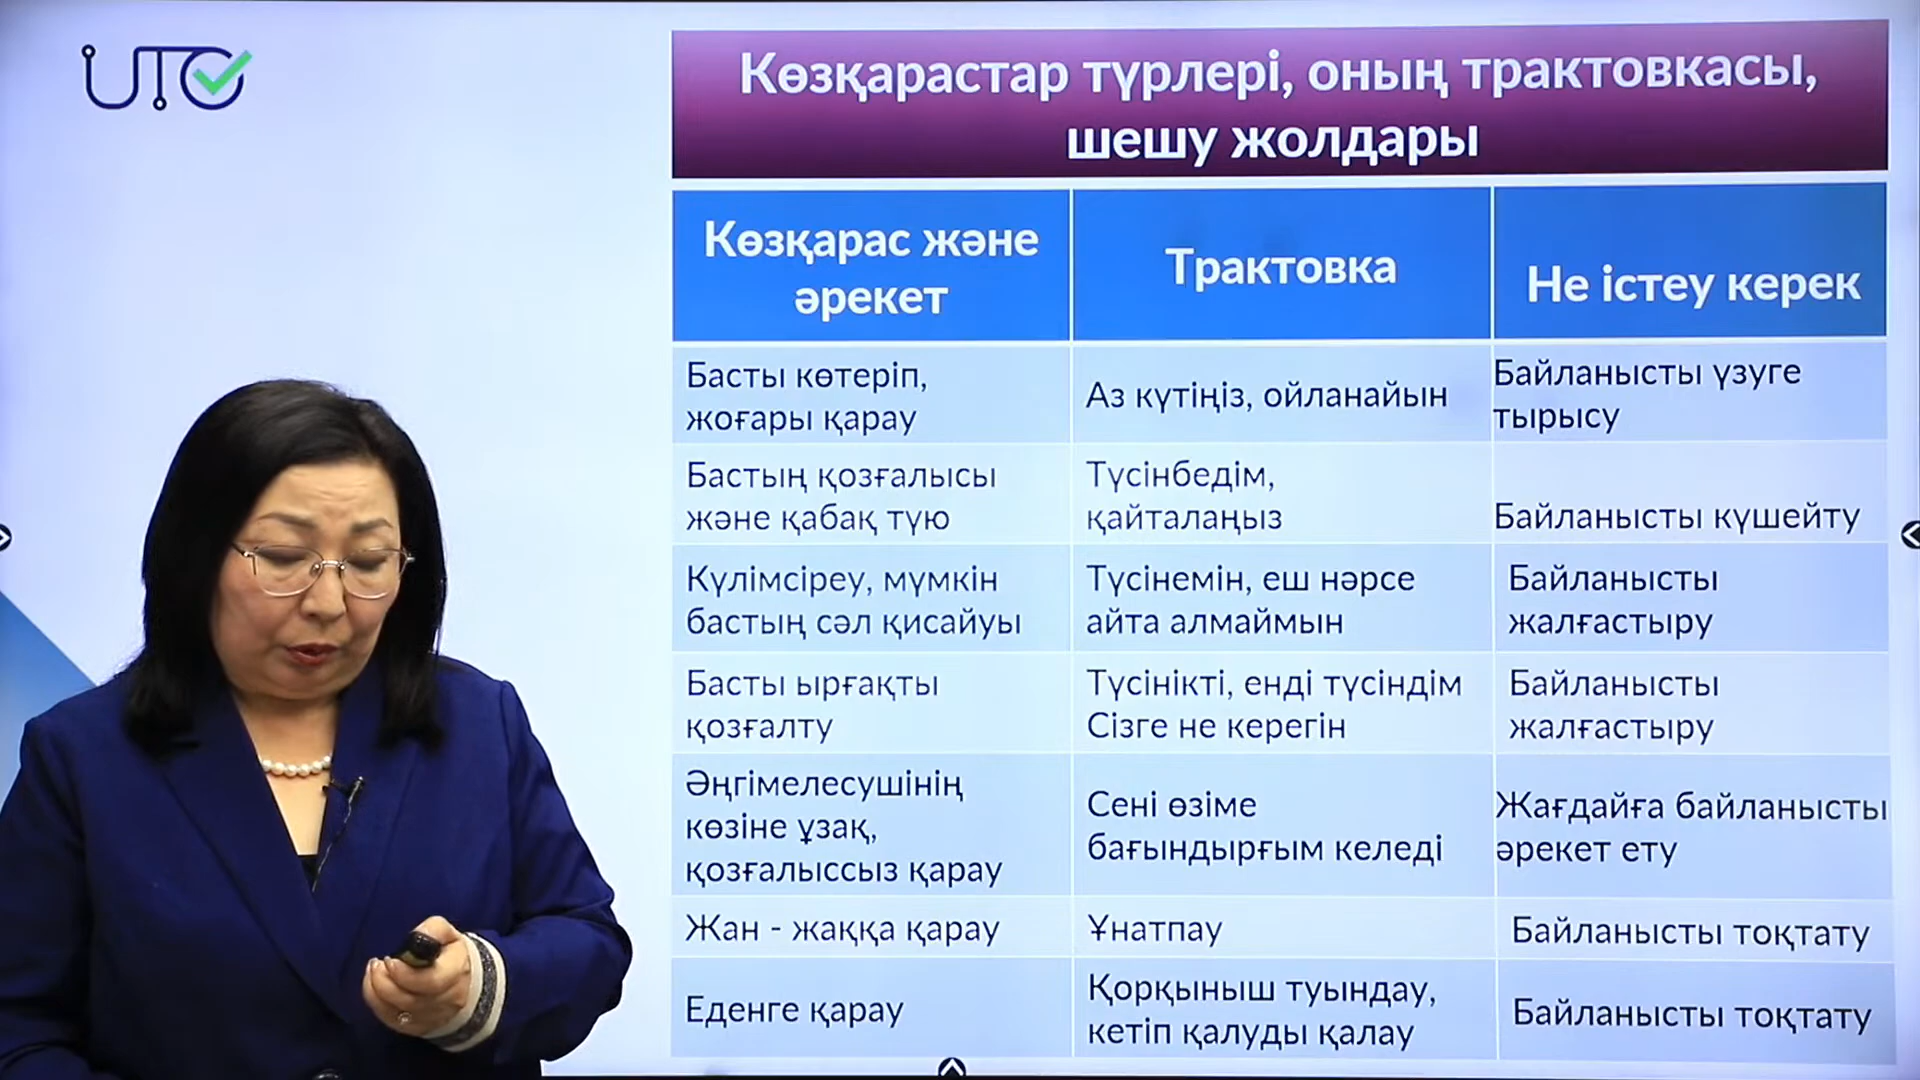 UTO
Көзқарастар түрлері, оның трактовкасы,
шешу жолдары
Көзқарас және
әрекет
Трактовка
Не істеу керек
Басты көтеріп,
жоғары қарау
Аз күтіңіз, ойланайын
Байланысты үзуге
тырысу
Бастың қозғалысы
және қабақ түю
Түсінбедім,
қайталаңыз
Байланысты күшейту
Күлімсіреу, мүмкін
бастың сәл қисайуы
Түсінемін, еш нәрсе
айта алмаймын
Байланысты
жалғастыру
Басты ырғақты
қозғалту
Түсінікті, енді түсіндім
Сізге не керегін
Байланысты
жалғастыру
Әңгімелесушінің
көзіне ұзақ,
қозғалыссыз қарау
Сені өзіме
бағындырғым келеді
Жағдайға байланысты
әрекет ету
Жан - жаққа қарау
Ұнатпау
Байланысты тоқтату
Еденге қарау
Қорқыныш туындау,
кетіп қалуды қалау
Байланысты тоқтату